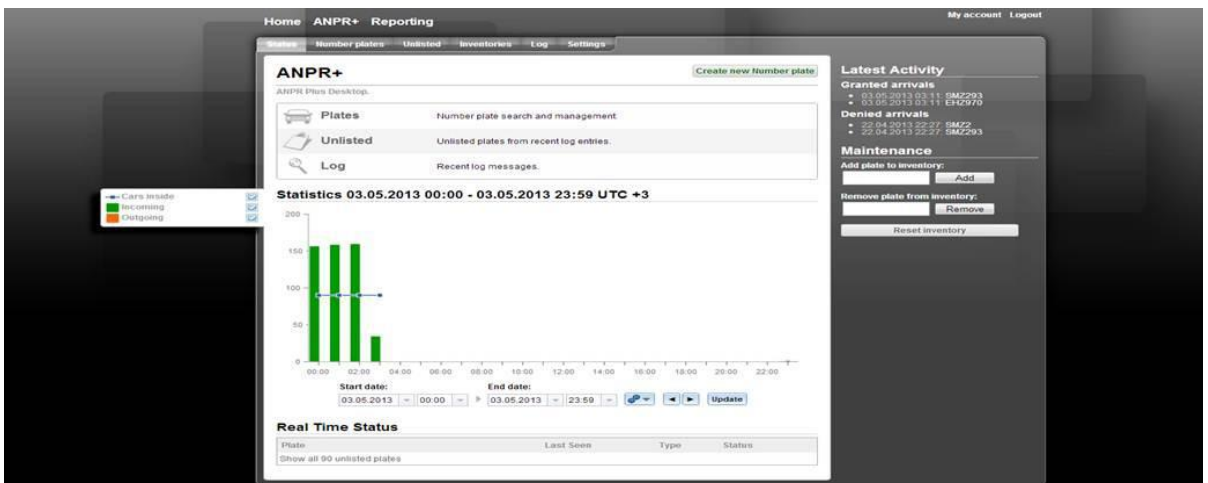 Home ANPR+ Reporting
My account Logout
Status Number plates Unlisted Inventories Log Settings
ANPR+
Create new Number plate
ANPR Plus Desktop.
Plates Number plate search and management.
Unlisted Unlisted plates from recent log entries.
Log Recent log messages.
Cars inside
Incoming
Outgoing
Statistics 03.05.2013 00:00 - 03.05.2013 23:59 UTC +3
200
150
100
50
0
00:00 02:00 04:00 06:00 08:00 10:00 12:00 14:00 16:00 18:00 20:00 22:00
Start date: End date:
03.05.2013 00:00 03.05.2013 23:59 Update
Real Time Status
Plate Last Seen Type Status
Show all 90 unlisted plates
Latest Activity
Granted arrivals
03.05.2013 03:11: SMZ293
03.05.2013 03:11: EHZ970
Denied arrivals
22.04.2013 22:27: SMZ2
22.04.2013 22:27: SMZ293
Maintenance
Add plate to inventory:
Add
Remove plate from inventory:
Remove
Reset inventory